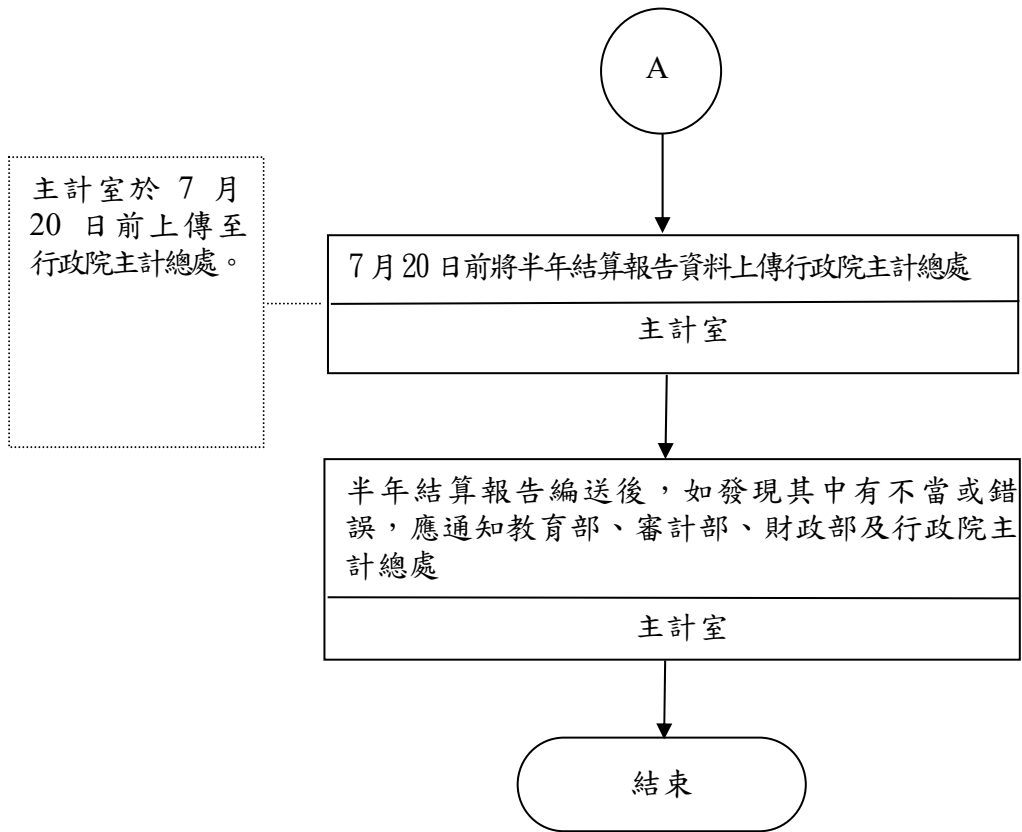 A
主計室於 7 月
20 日前上傳至
行政院主計總處。
7 月 20 日前將半年結算報告資料上傳行政院主計總處
主計室
半年結算報告編送後，如發現其中有不當或錯
誤，應通知教育部、審計部、財政部及行政院主
計總處
主計室
結束